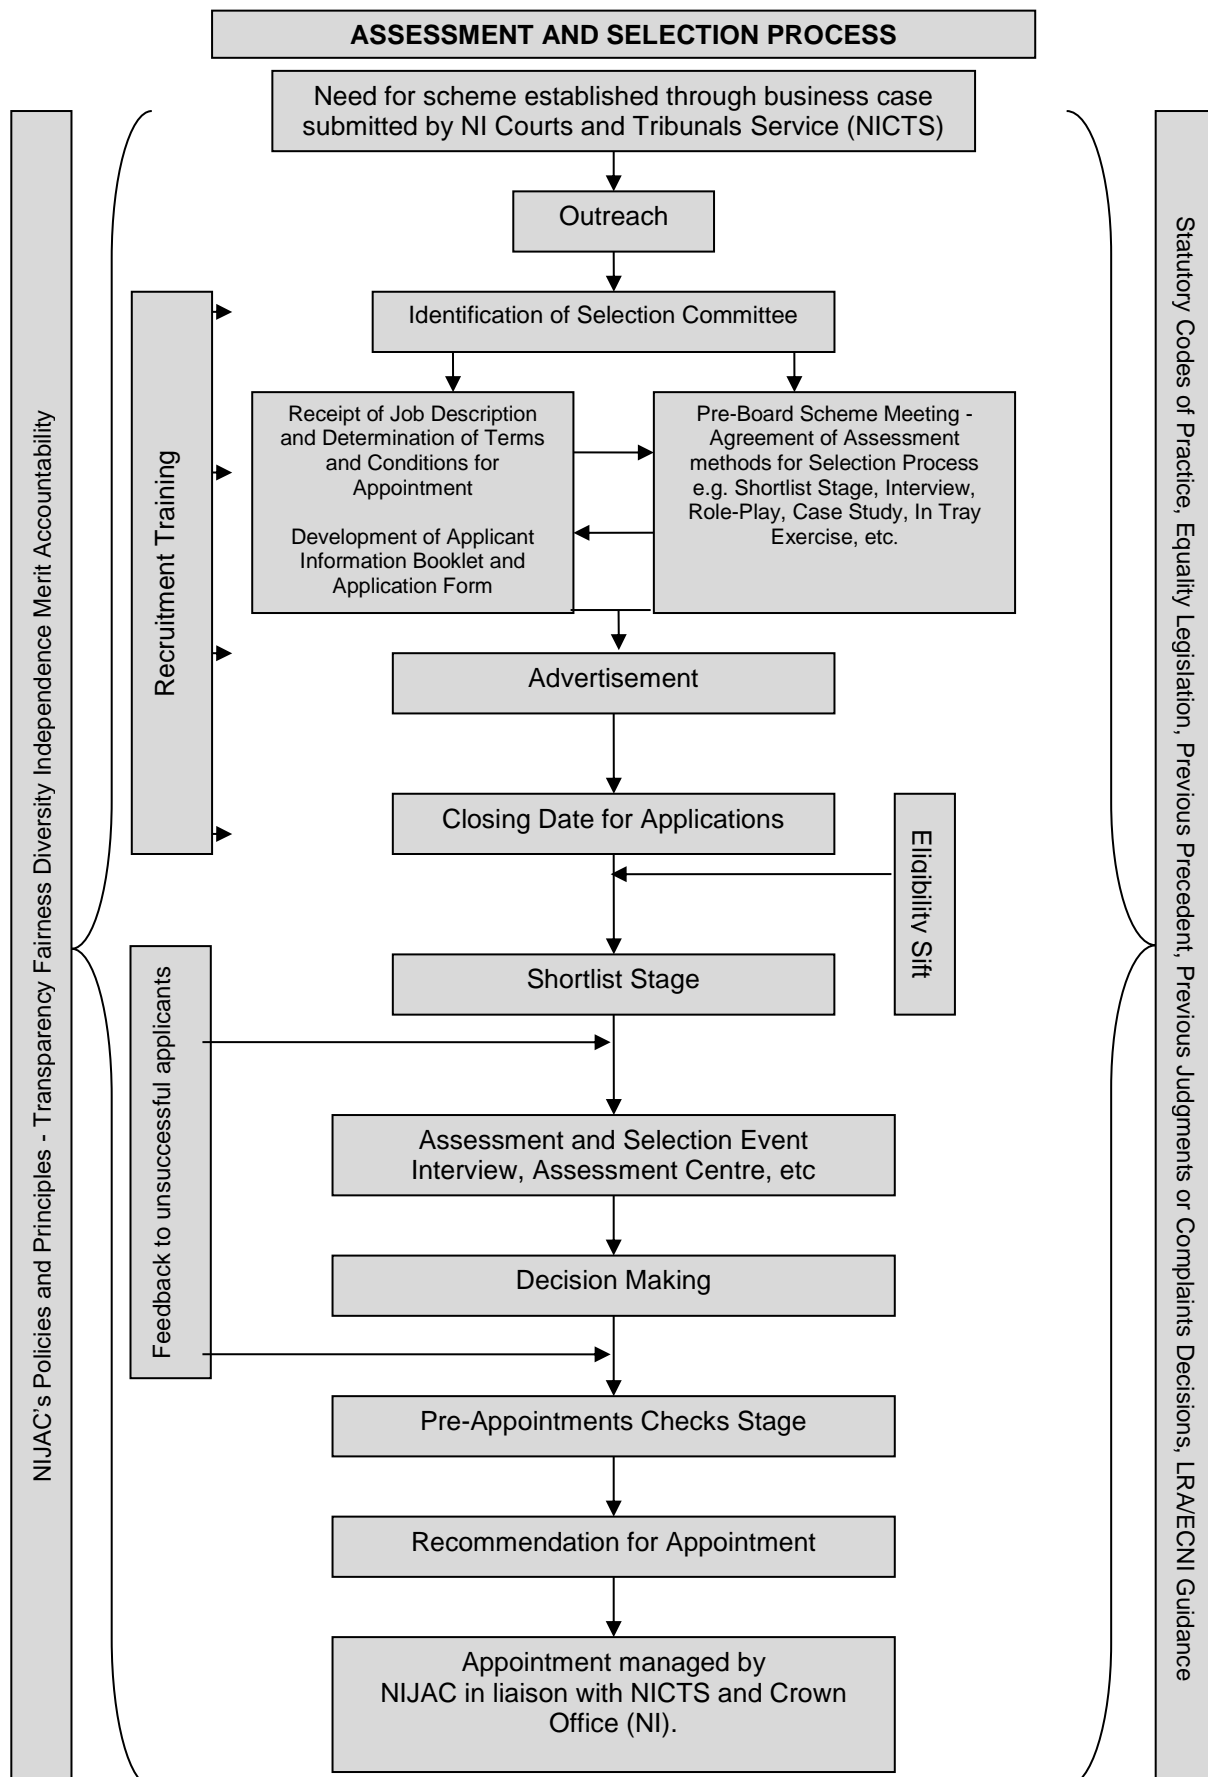 ASSESSMENT AND SELECTION PROCESS
Need for scheme established through business case
submitted by NI Courts and Tribunals Service (NICTS)
Outreach
Identification of Selection Committee
Receipt of Job Description
and Determination of Terms
and Conditions for
Appointment
Development of Applicant
Information Booklet and
Application Form
Pre-Board Scheme Meeting -
Agreement of Assessment
methods for Selection Process
e.g. Shortlist Stage, Interview,
Role-Play, Case Study, In Tray
Exercise, etc.
Recruitment Training
Advertisement
Closing Date for Applications
Eligibility Sift
Shortlist Stage
Feedback to unsuccessful applicants
Assessment and Selection Event
Interview, Assessment Centre, etc
Decision Making
Pre-Appointments Checks Stage
Recommendation for Appointment
Appointment managed by
NIJAC in liaison with NICTS and Crown
Office (NI).
NIJAC's Policies and Principles - Transparency Fairness Diversity Independence Merit Accountability
Statutory Codes of Practice, Equality Legislation, Previous Precedent, Previous Judgments or Complaints Decisions, LRA/ECNI Guidance